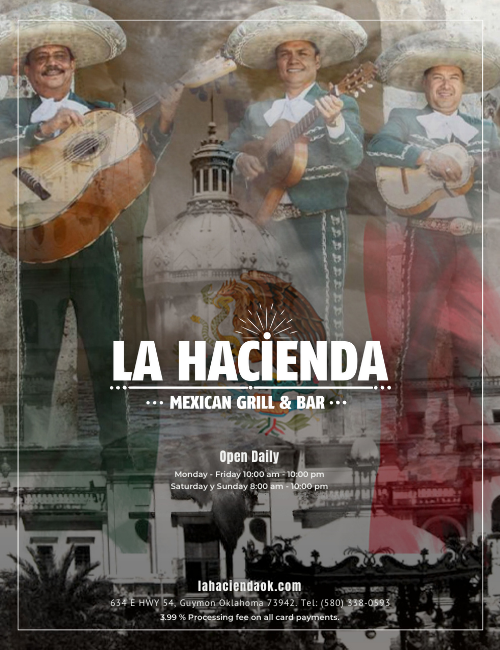 LA HACIENDA
••• MEXICAN GRILL & BAR •••
Open Daily
Monday - Friday 10:00 am - 10:00 pm
Saturday y Sunday 8:00 am - 10:00 pm
lahaciendaok.com
634 E HWY 54, Guymon Oklahoma 73942. Tel: (580) 338-0593
3.99 % Processing fee on all card payments.